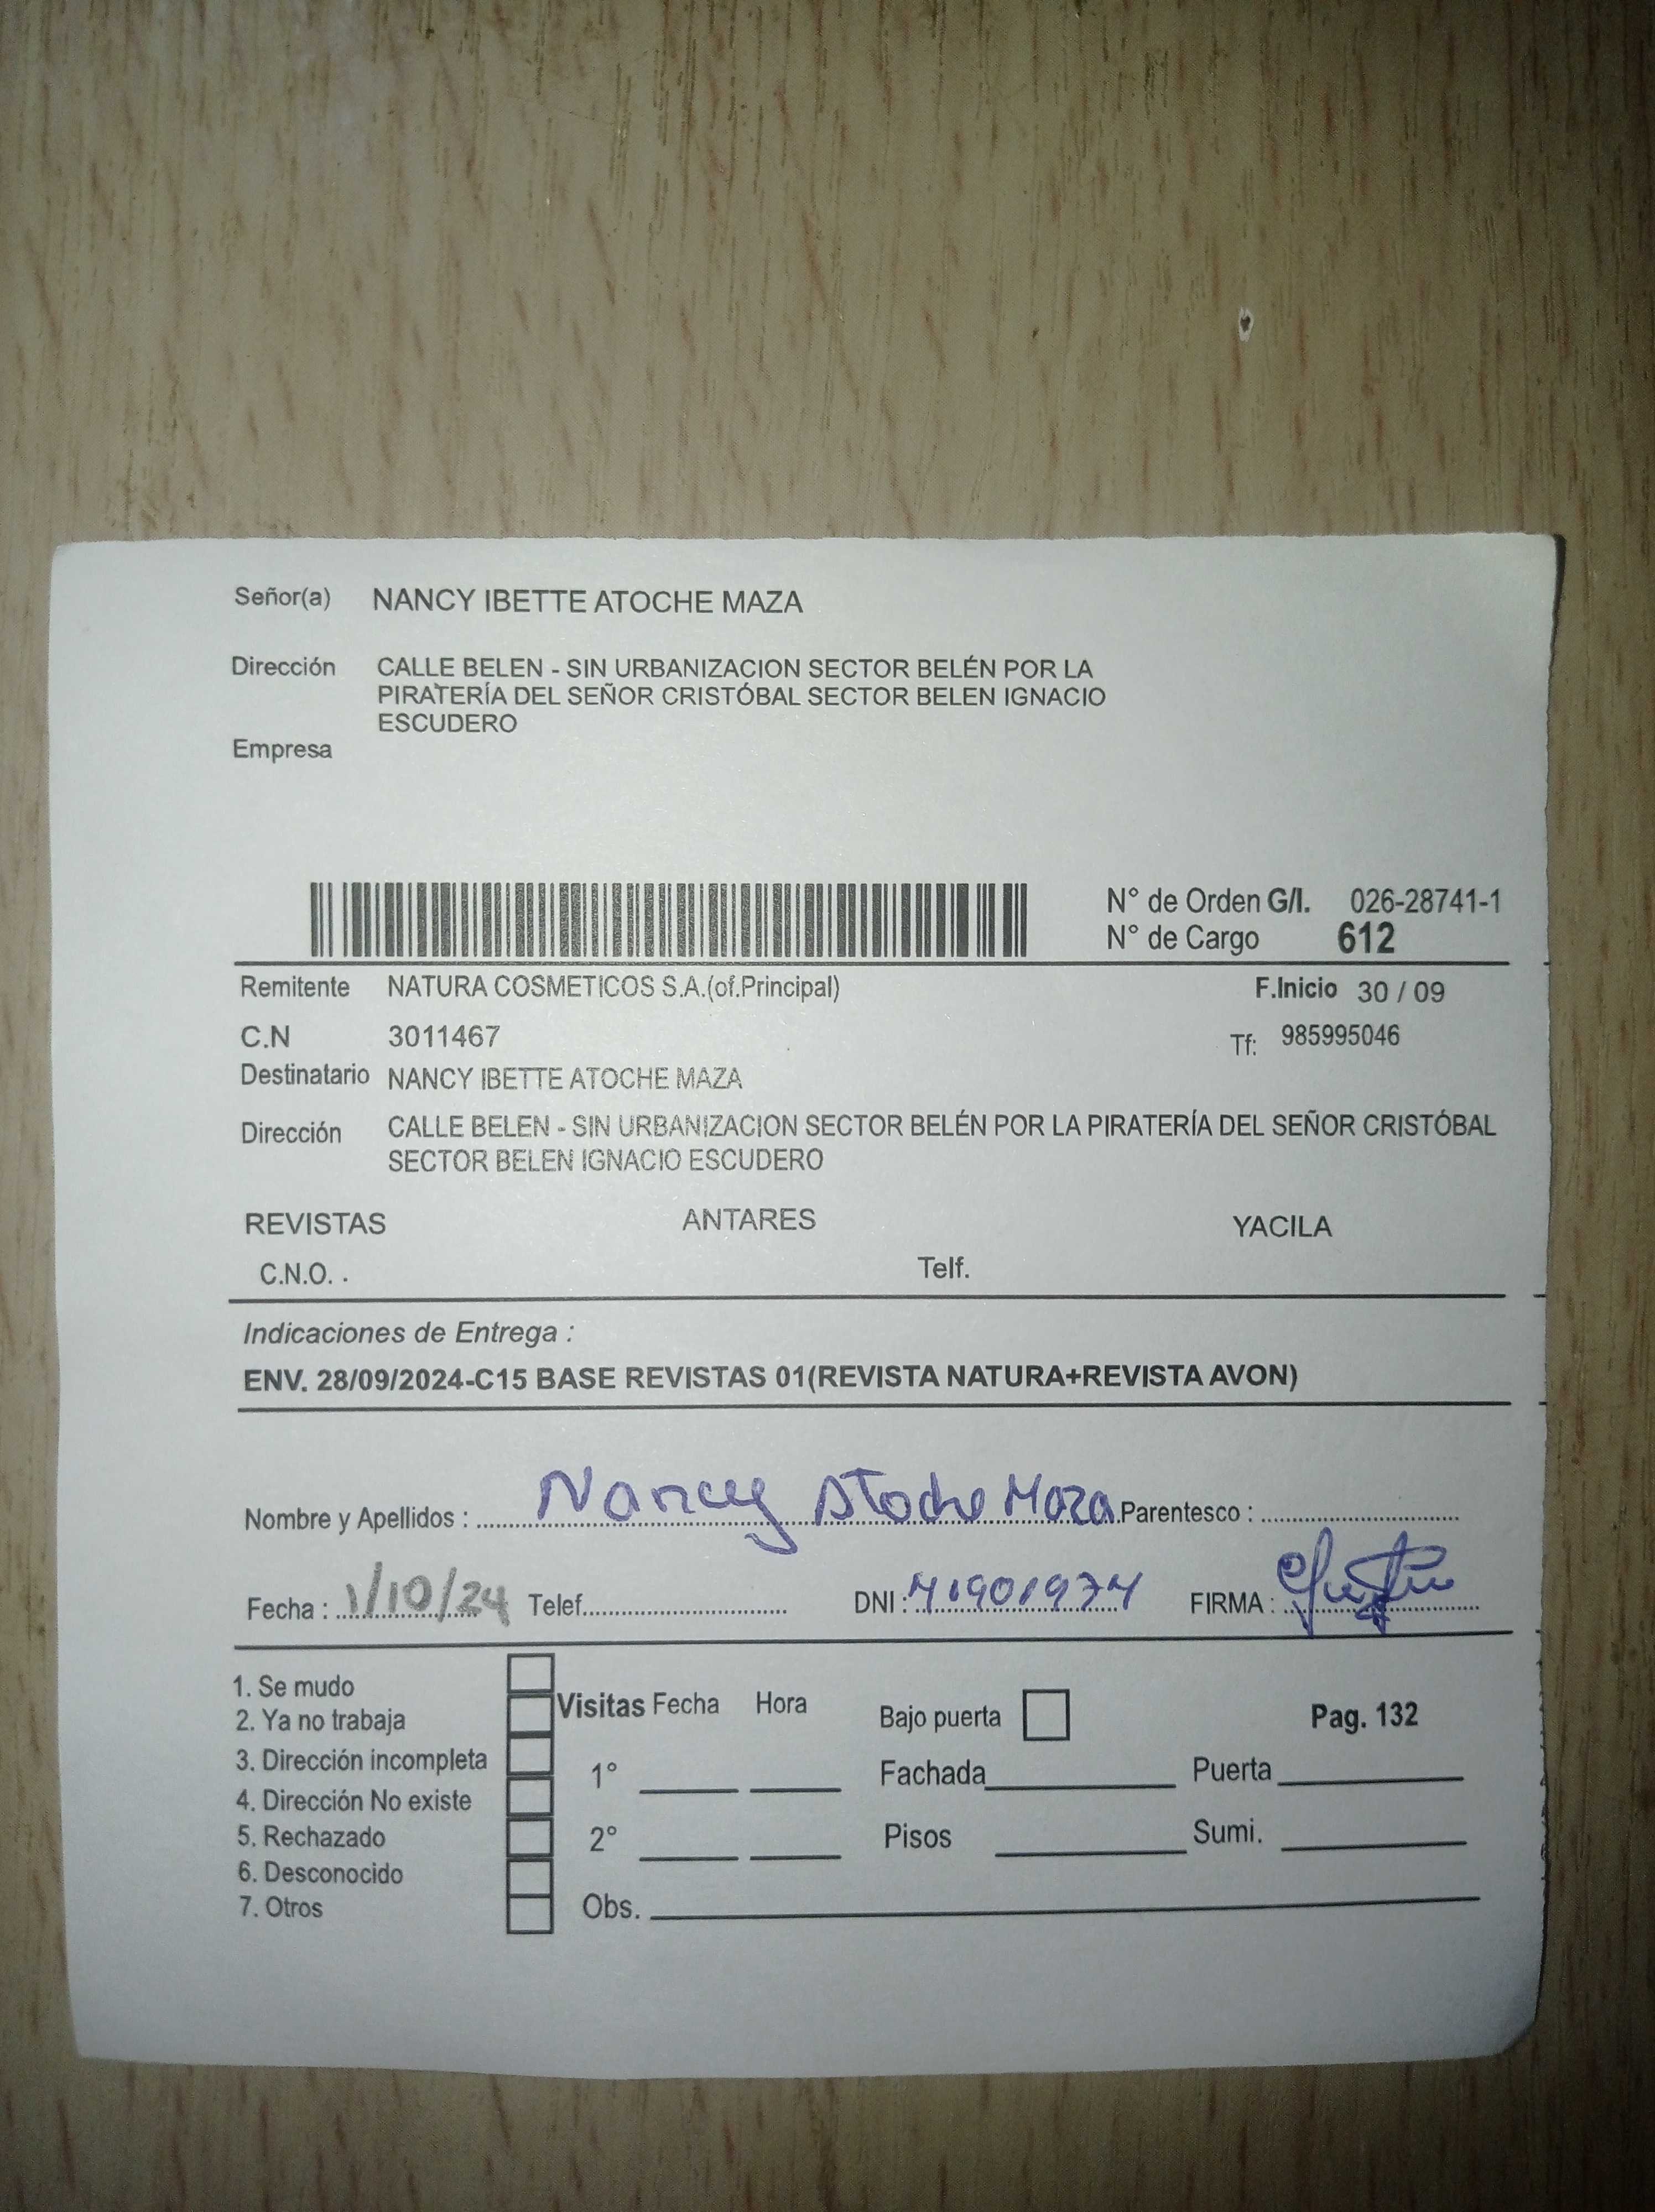 Señor(a) NANCY IBETTE ATOCHE MAZA
Dirección CALLE BELEN - SIN URBANIZACION SECTOR BELÉN POR LA
PIRATERÍA DEL SEÑOR CRISTÓBAL SECTOR BELEN IGNACIO
ESCUDERO
Empresa
N° de Orden G/I. 026-28741-1
N° de Cargo 612
Remitente NATURA COSMETICOS S.A.(of.Principal) F.Inicio 30 / 09
C.N 3011467 Tf: 985995046
Destinatario NANCY IBETTE ATOCHE MAZA
Dirección CALLE BELEN - SIN URBANIZACION SECTOR BELÉN POR LA PIRATERÍA DEL SEÑOR CRISTÓBAL
SECTOR BELEN IGNACIO ESCUDERO
REVISTAS ANTARES YACILA
C.N.O. . Telf.
Indicaciones de Entrega :
ENV. 28/09/2024-C15 BASE REVISTAS 01(REVISTA NATURA+REVISTA AVON)
Nombre y Apellidos : Nancy Atoche Maza Parentesco :
Fecha : 1/10/24 Telef. DNI : 41901974 FIRMA :
1. Se mudo
2. Ya no trabaja
3. Dirección incompleta
4. Dirección No existe
5. Rechazado
6. Desconocido
7. Otros
Visitas Fecha Hora Bajo puerta Pag. 132
1° Fachada Puerta
2° Pisos Sumi.
Obs.